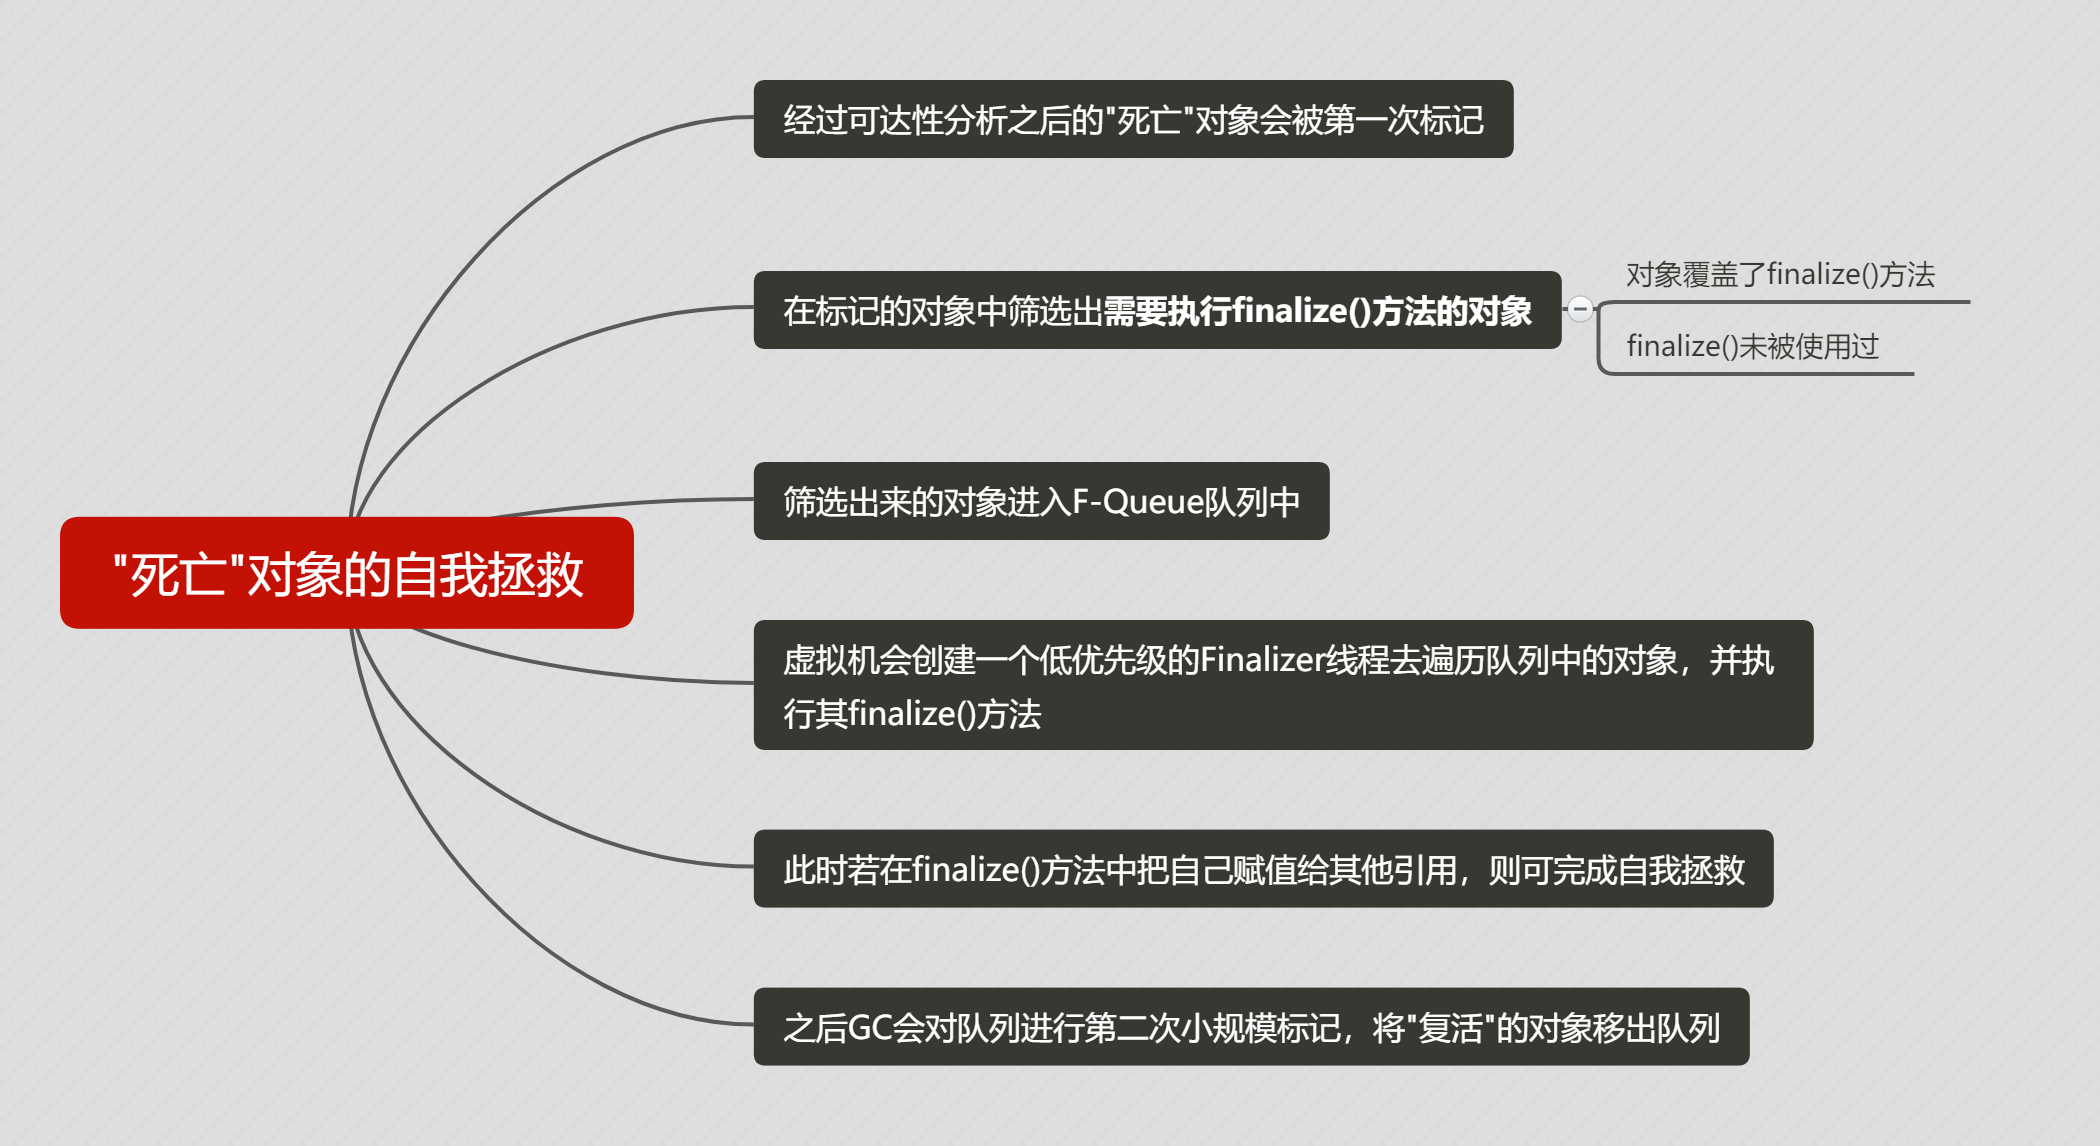 经过可达性分析之后的"死亡"对象会被第一次标记
在标记的对象中筛选出需要执行finalize()方法的对象
对象覆盖了finalize()方法
finalize()未被使用过
筛选出来的对象进入F-Queue队列中
"死亡"对象的自我拯救
虚拟机会创建一个低优先级的Finalizer线程去遍历队列中的对象，并执
行其finalize()方法
此时若在finalize()方法中把自己赋值给其他引用，则可完成自我拯救
之后GC会对队列进行第二次小规模标记，将"复活"的对象移出队列